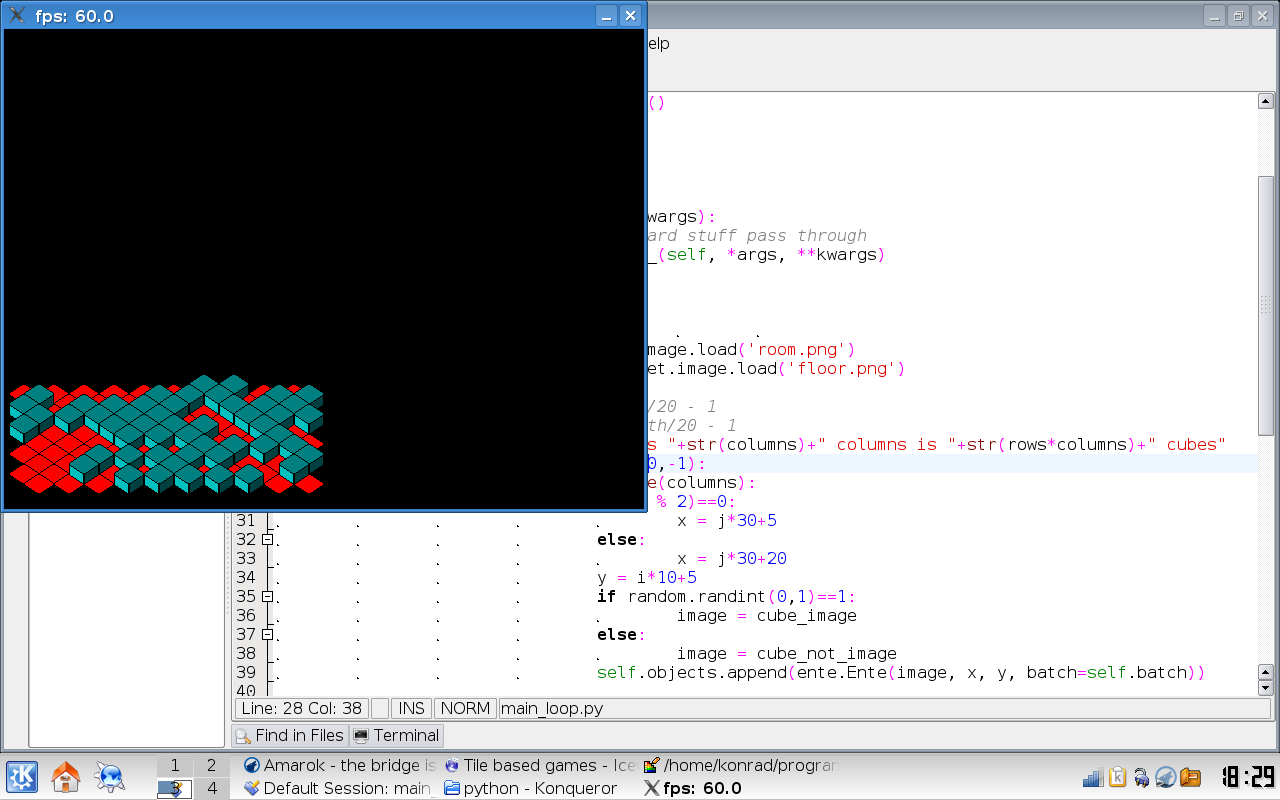 fps: 60.0
elp
()
wargs):
ard stuff pass through
_(self, *args, **kwargs)
mage.load('room.png')
et.image.load('floor.png')
/20 - 1
th/20 - 1
s "+str(columns)+" columns is "+str(rows*columns)+" cubes"
0,-1):
e(columns):
% 2)==0:
31 x = j*30+5
32 else:
33 x = j*30+20
34 y = i*10+5
35 if random.randint(0,1)==1:
36 image = cube_image
37 else:
38 image = cube_not_image
39 self.objects.append(ente.Ente(image, x, y, batch=self.batch))
40
Line: 28 Col: 38 INS NORM main_loop.py
Find in Files Terminal
1 2 Amarok - the bridge is Tile based games - Ice /home/konrad/program
3 4 Default Session: main_ python - Konqueror fps: 60.0
18:29